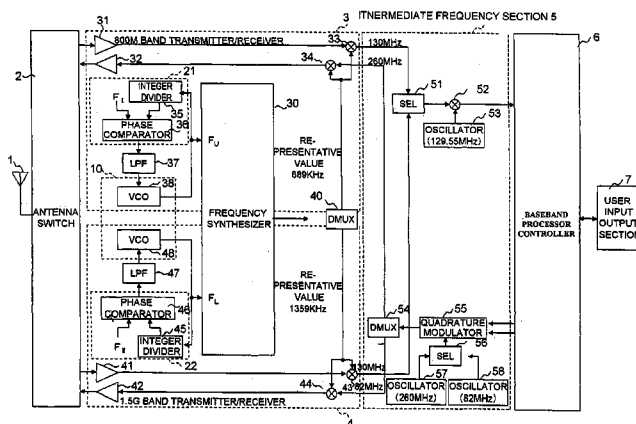 31
3
ITNERMEDIATE FREQUENCY SECTION 5
800M BAND TRANSMITTER/RECEIVER
33
130MHz
6
2
32
34
260MHz
21
51
52
INTEGER DIVIDER
30
SEL
35
PHASE COMPARATOR
36
OSCILLATOR (129.55MHz)
53
FU
RE-PRESENTATIVE VALUE 689KHz
LPF
37
1
10
38
VCO
40
7
ANTENNA SWITCH
FREQUENCY SYNTHESIZER
DMUX
BASEBAND PROCESSOR CONTROLLER
USER INPUT OUTPUT SECTION
VCO
48
LPF
47
RE-PRESENTATIVE VALUE 1359KHz
FL
54
55
PHASE COMPARATOR
46
DMUX
QUADRATURE MODULATOR
45
56
INTEGER DIVIDER
SEL
22
57
58
41
130MHz
42
44
43
82MHz
OSCILLATOR (260MHz)
OSCILLATOR (82MHz)
1.5G BAND TRANSMITTER/RECEIVER
4